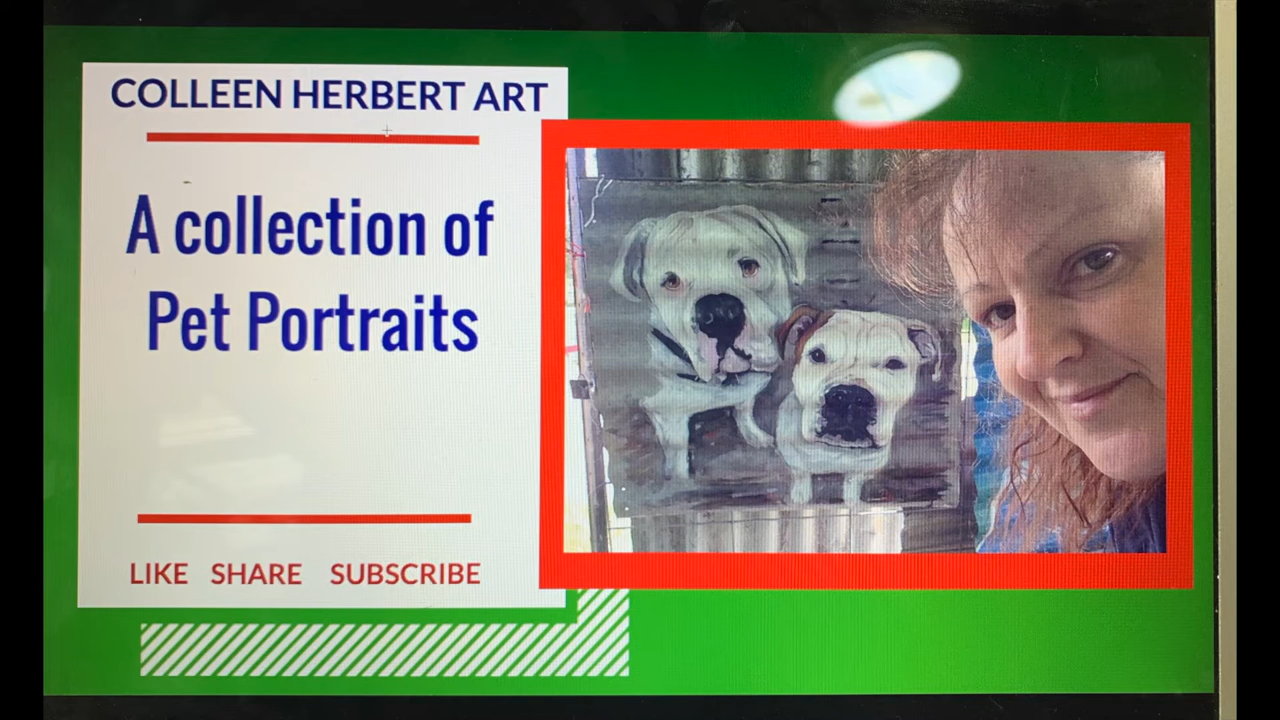 COLLEEN HERBERT ART
A collection of
Pet Portraits
LIKE SHARE SUBSCRIBE